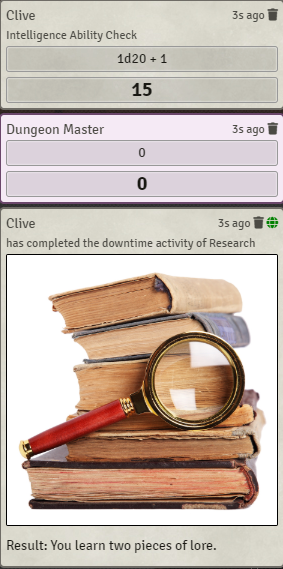 Clive 3s ago
Intelligence Ability Check
1d20 + 1
15
Dungeon Master 3s ago
0
0
Clive 3s ago
has completed the downtime activity of Research
Result: You learn two pieces of lore.